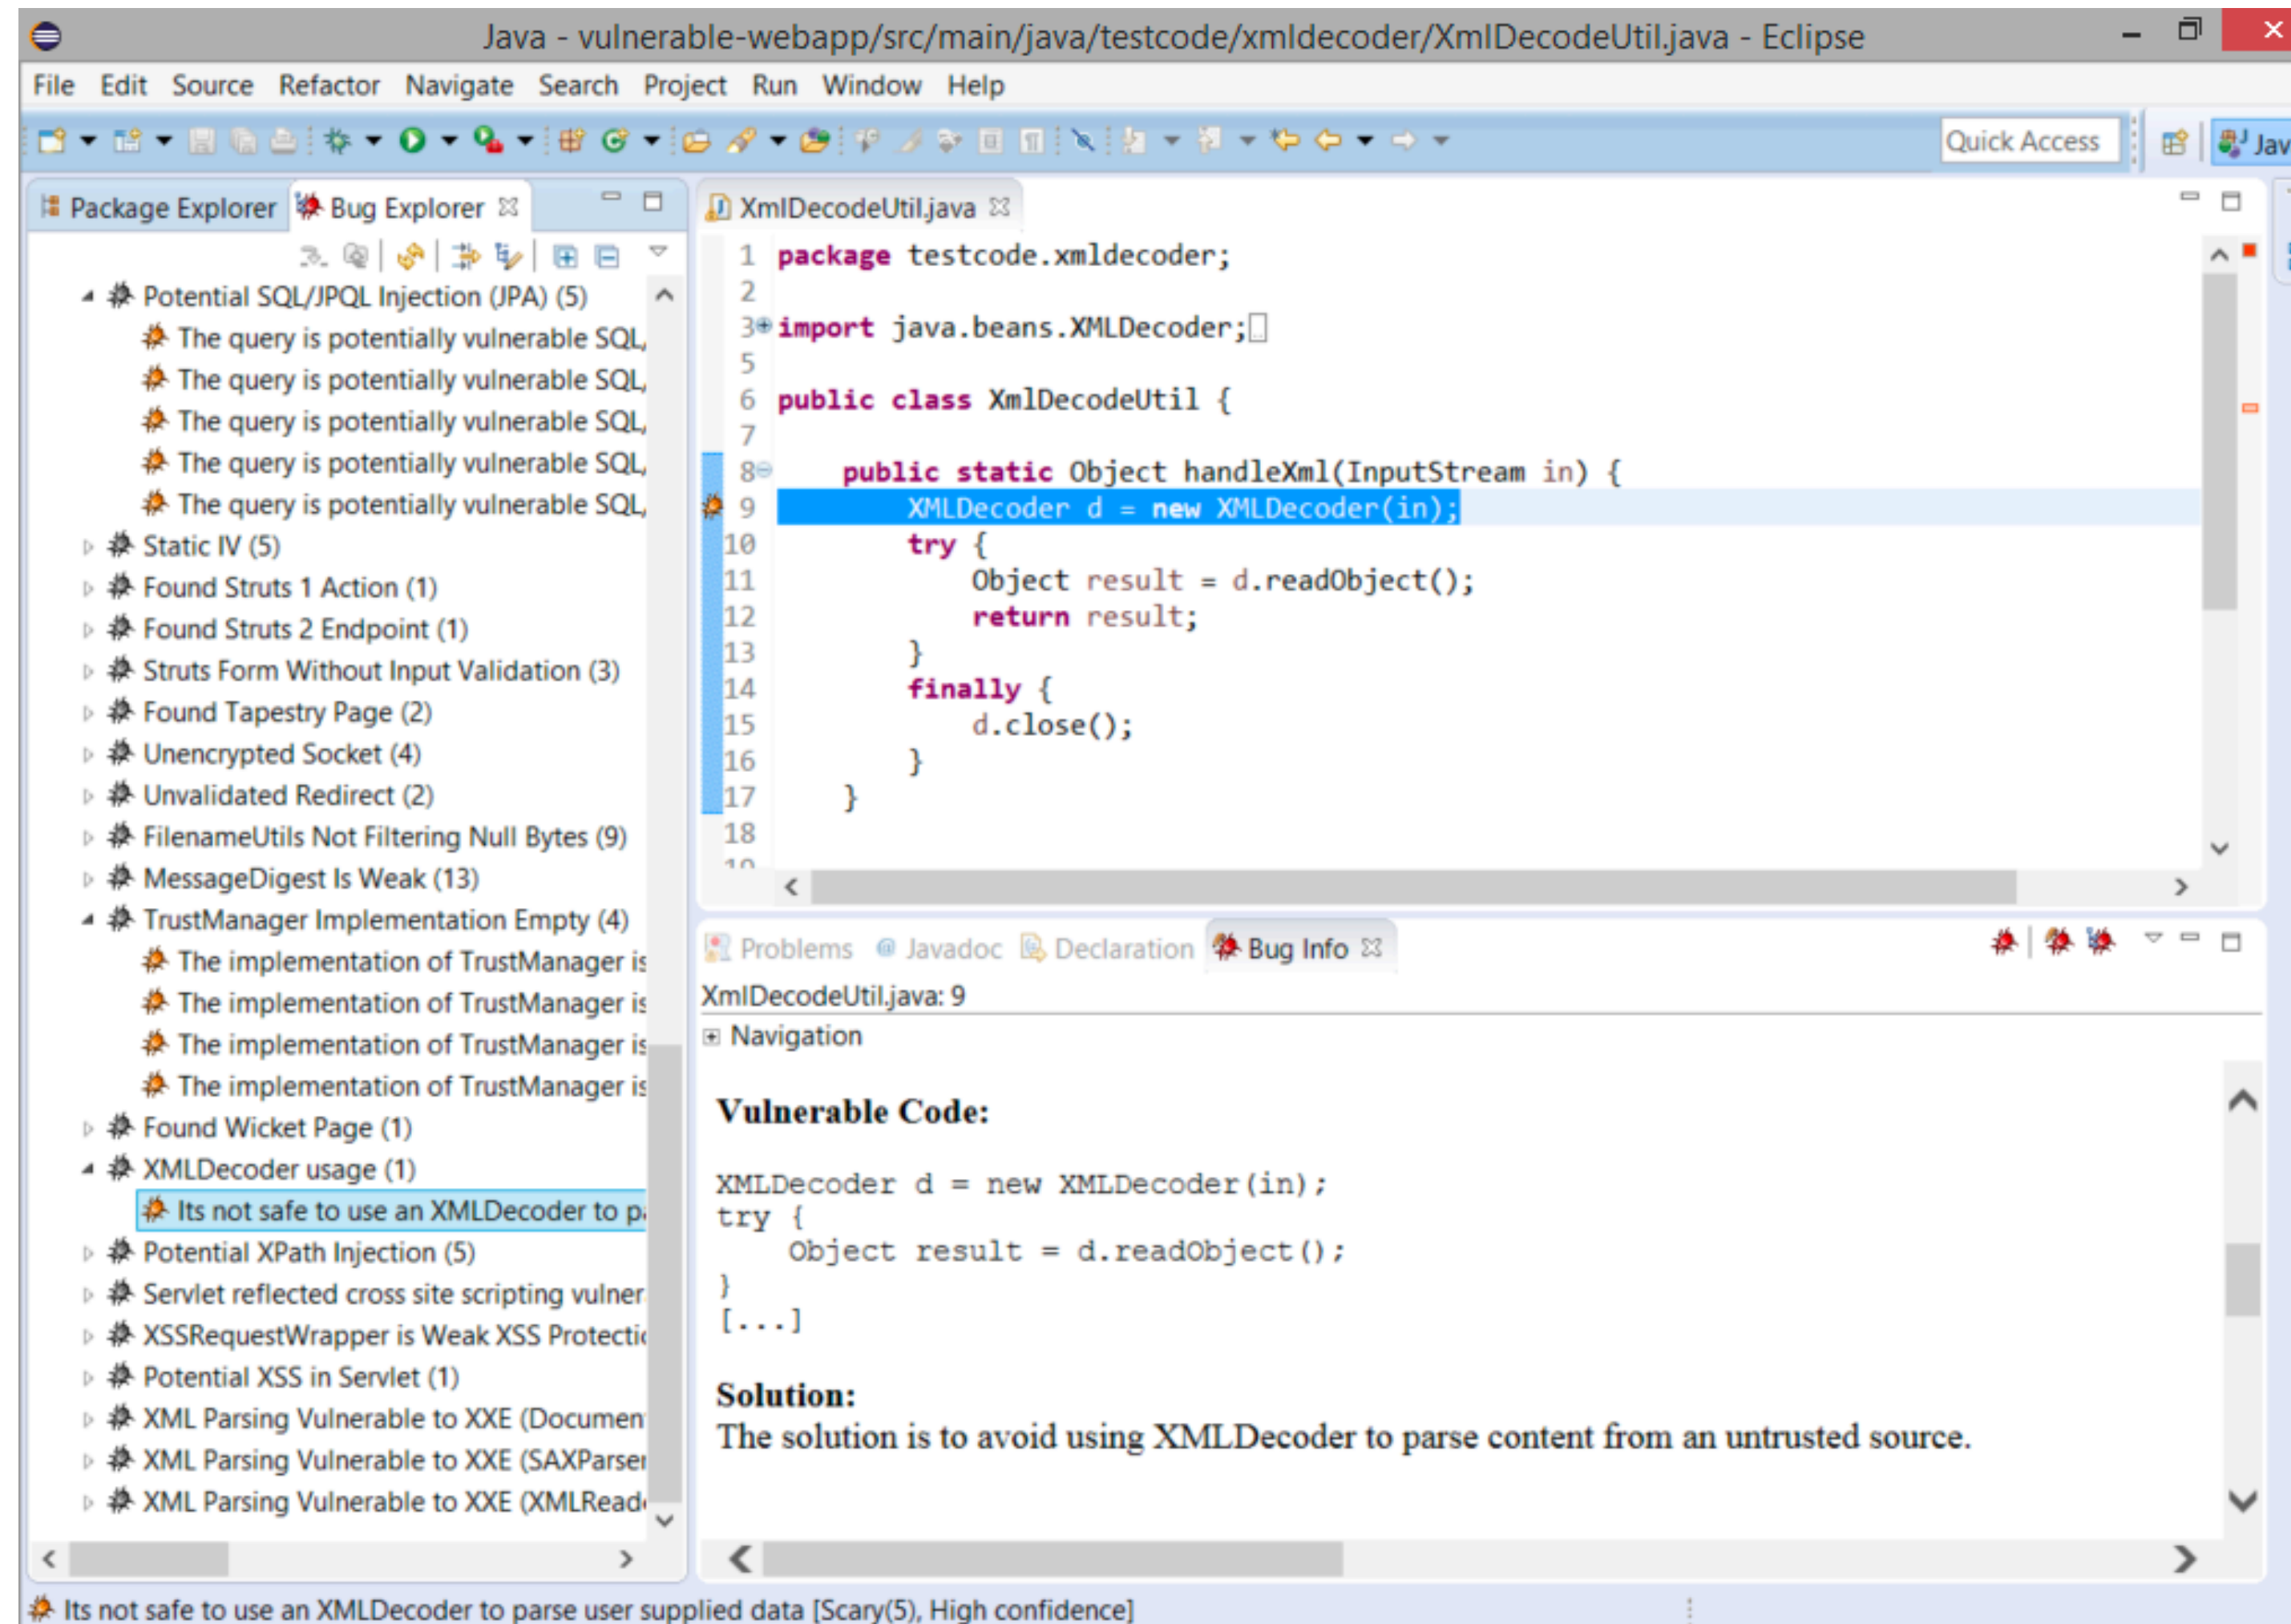 Java - vulnerable-webapp/src/main/java/testcode/xmldecoder/XmlDecodeUtil.java - Eclipse
File Edit Source Refactor Navigate Search Project Run Window Help
Quick Access
Jav
Package Explorer
Bug Explorer
Potential SQL/JPQL Injection (JPA) (5)
The query is potentially vulnerable SQL/
The query is potentially vulnerable SQL/
The query is potentially vulnerable SQL/
The query is potentially vulnerable SQL/
The query is potentially vulnerable SQL/
Static IV (5)
Found Struts 1 Action (1)
Found Struts 2 Endpoint (1)
Struts Form Without Input Validation (3)
Found Tapestry Page (2)
Unencrypted Socket (4)
Unvalidated Redirect (2)
FilenameUtils Not Filtering Null Bytes (9)
MessageDigest Is Weak (13)
TrustManager Implementation Empty (4)
The implementation of TrustManager is
The implementation of TrustManager is
The implementation of TrustManager is
The implementation of TrustManager is
Found Wicket Page (1)
XMLDecoder usage (1)
Its not safe to use an XMLDecoder to pa
Potential XPath Injection (5)
Servlet reflected cross site scripting vulner
XSSRequestWrapper is Weak XSS Protectio
Potential XSS in Servlet (1)
XML Parsing Vulnerable to XXE (Document
XML Parsing Vulnerable to XXE (SAXParser
XML Parsing Vulnerable to XXE (XMLReade
XmlDecodeUtil.java
1 package testcode.xmldecoder;
2
3 import java.beans.XMLDecoder;
5
6 public class XmlDecodeUtil {
7
8 public static Object handleXml(InputStream in) {
9 XMLDecoder d = new XMLDecoder(in);
10 try {
11 Object result = d.readObject();
12 return result;
13 }
14 finally {
15 d.close();
16 }
17 }
18
19
Problems
Javadoc
Declaration
Bug Info
XmlDecodeUtil.java: 9
Navigation
Vulnerable Code:
XMLDecoder d = new XMLDecoder(in);
try {
Object result = d.readObject();
}
[...]
Solution:
The solution is to avoid using XMLDecoder to parse content from an untrusted source.
Its not safe to use an XMLDecoder to parse user supplied data [Scary(5), High confidence]